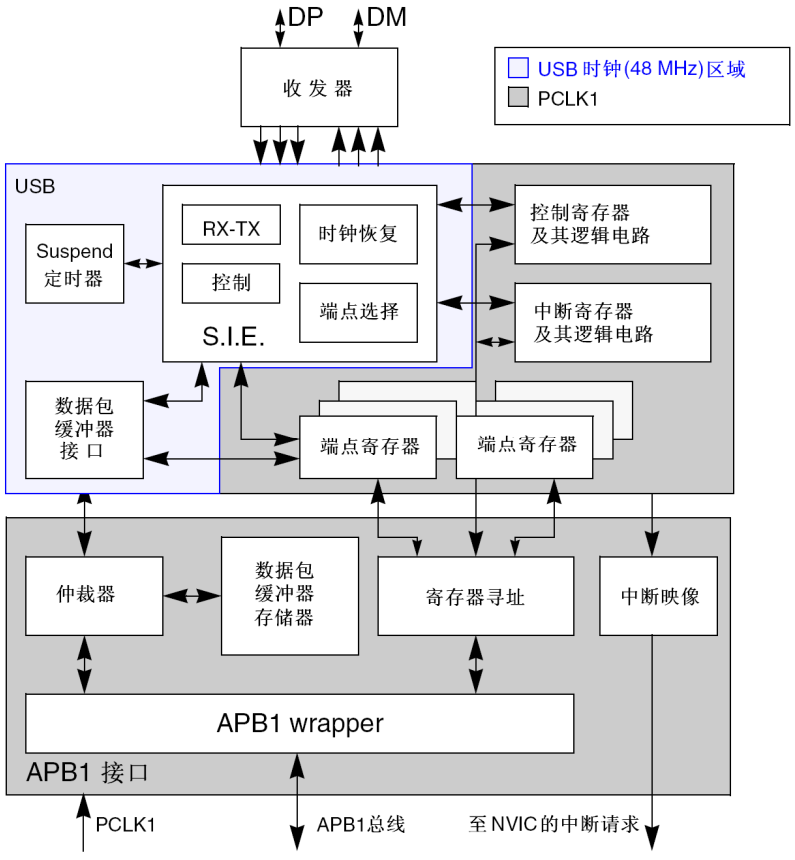 DP
DM
收发器
USB 时钟(48 MHz)区域
PCLK1
USB
Suspend
定时器
RX-TX
时钟恢复
控制
端点选择
S.I.E.
控制寄存器
及其逻辑电路
中断寄存器
及其逻辑电路
数据包
缓冲器
接口
端点寄存器
端点寄存器
仲裁器
数据包
缓冲器
存储器
寄存器寻址
中断映像
APB1 wrapper
APB1 接口
PCLK1
APB1总线
至NVIC的中断请求